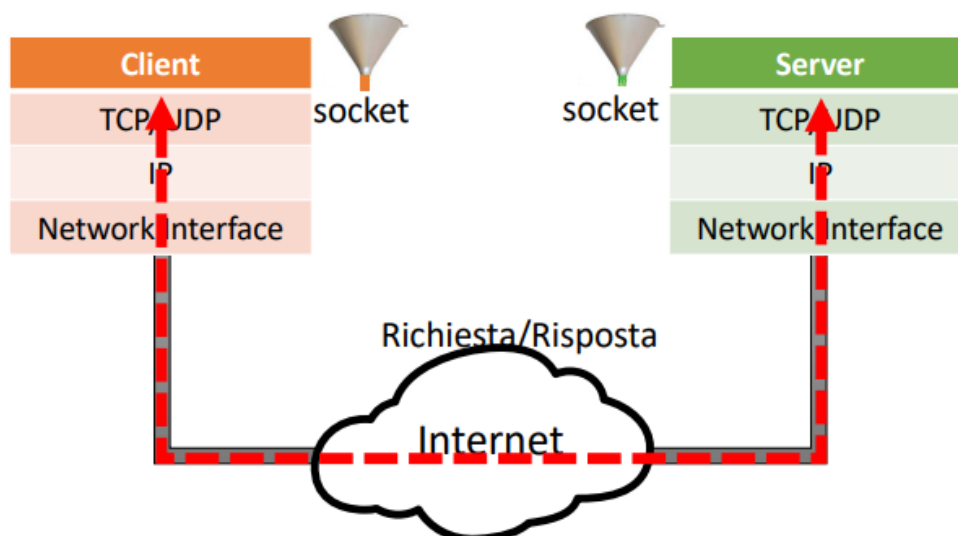 Client
socket
socket
Server
TCP/UDP
IP
Network Interface
TCP/UDP
IP
Network Interface
Richiesta/Risposta
Internet